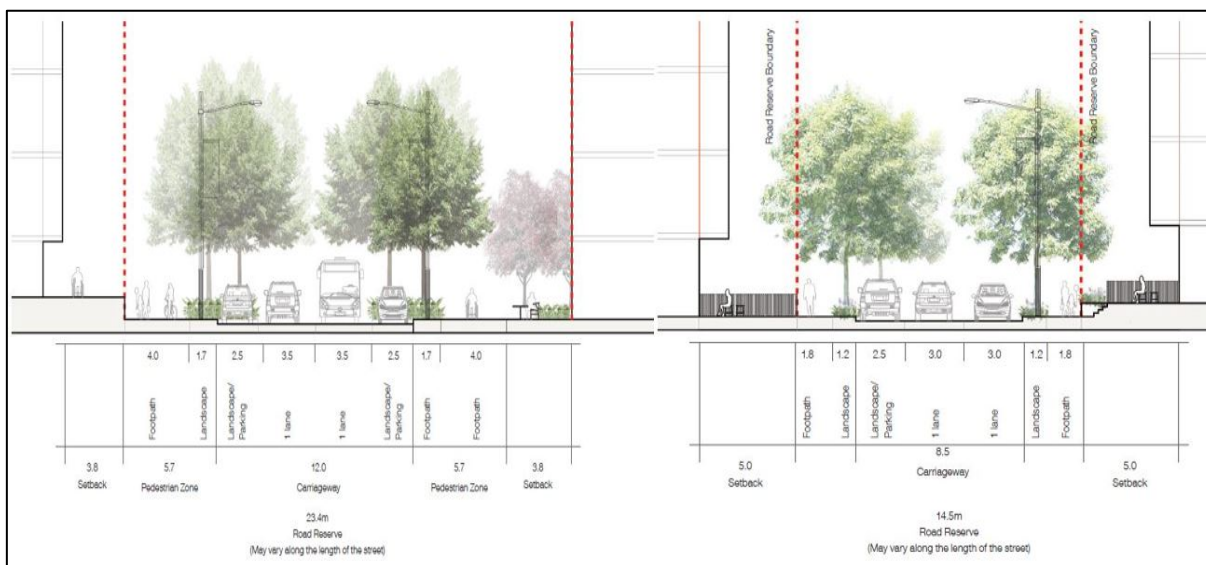 4.0 1.7 2.5 3.5 3.5 2.5 1.7 4.0
Footpath
Landscape
Landscape/
Parking
1 lane
1 lane
Landscape/
Parking
Footpath
Footpath
3.8 5.7 12.0 5.7 3.8
Setback Pedestrian Zone Carriageway Pedestrian Zone Setback
23.4m
Road Reserve
(May vary along the length of the street)
Road Reserve Boundary
Road Reserve Boundary
1.8 1.2 2.5 3.0 3.0 1.2 1.8
Footpath
Landscape
Landscape/
Parking
1 lane
1 lane
Landscape
Footpath
5.0 8.5 5.0
Setback Carriageway Setback
14.5m
Road Reserve
(May vary along the length of the street)